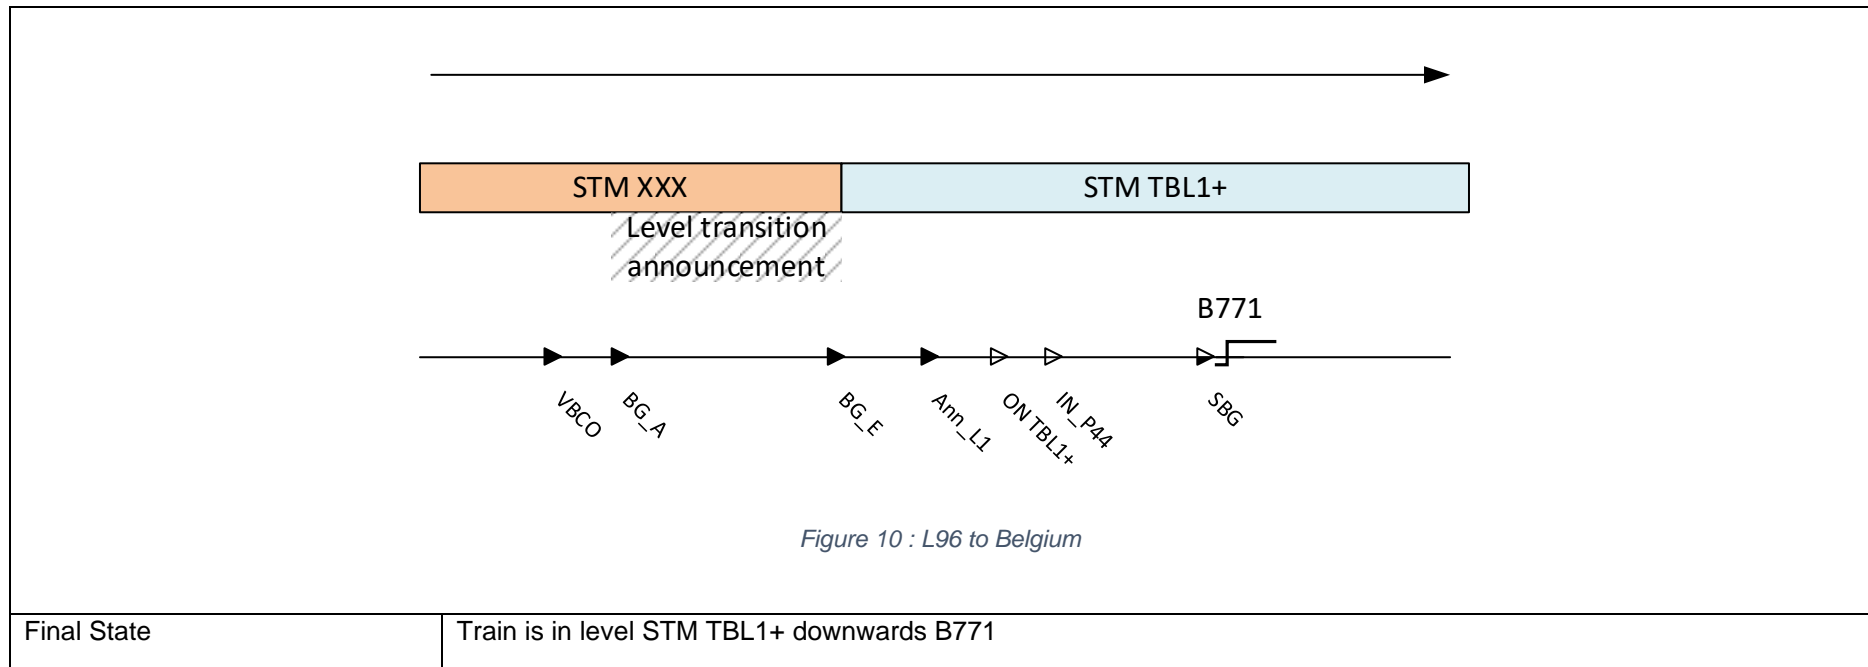 STM XXX
STM TBL1+
Level transition
announcement
B771
VBCO
BG_A
BG_E
Ann_L1
ON TBL1+
IN_P44
SBG
Figure 10 : L96 to Belgium
Final State
Train is in level STM TBL1+ downwards B771